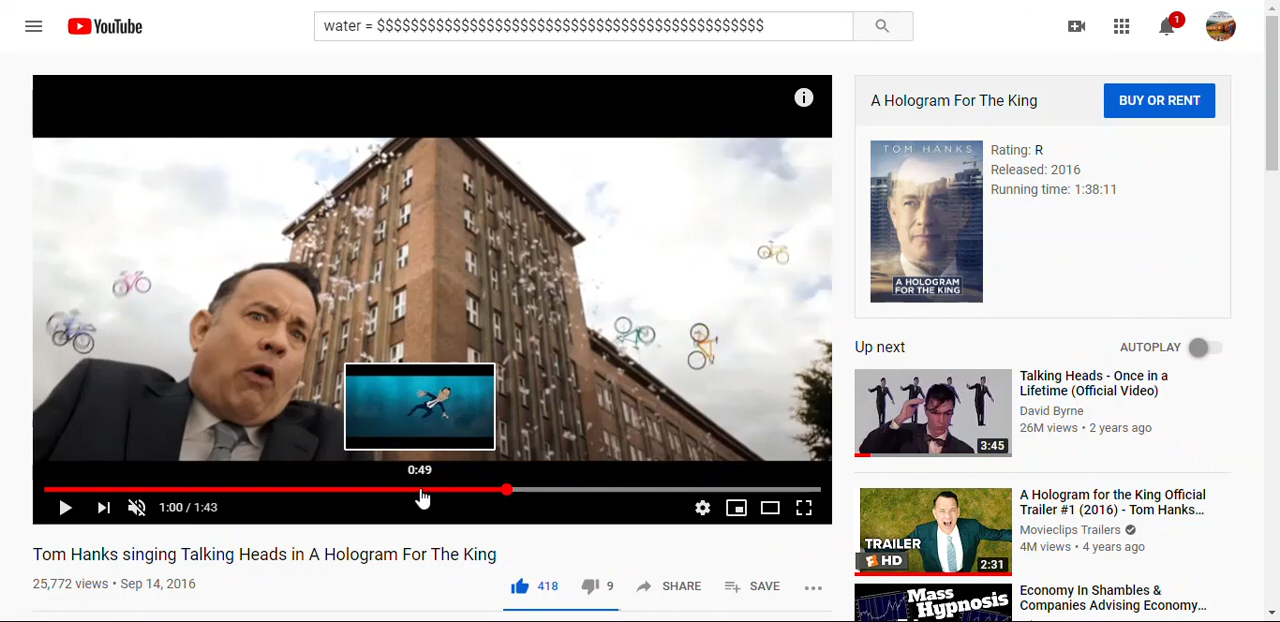 YouTube
water = $$$$$$$$$$$$$$$$$$$$$$$$$$$$$$$$$$$$$$$$$$$$$$
1
A Hologram For The King
BUY OR RENT
TOM HANKS
A HOLOGRAM
FOR THE KING
Rating: R
Released: 2016
Running time: 1:38:11
0:49
1:00 / 1:43
Tom Hanks singing Talking Heads in A Hologram For The King
25,772 views • Sep 14, 2016
418
9
SHARE
SAVE
Up next
AUTOPLAY
3:45
Talking Heads - Once in a
Lifetime (Official Video)
David Byrne
26M views • 2 years ago
TRAILER
HD
2:31
A Hologram for the King Official
Trailer #1 (2016) - Tom Hanks...
Movieclips Trailers
4M views • 4 years ago
Mass
Hypnosis
Economy In Shambles &
Companies Advising Economy...